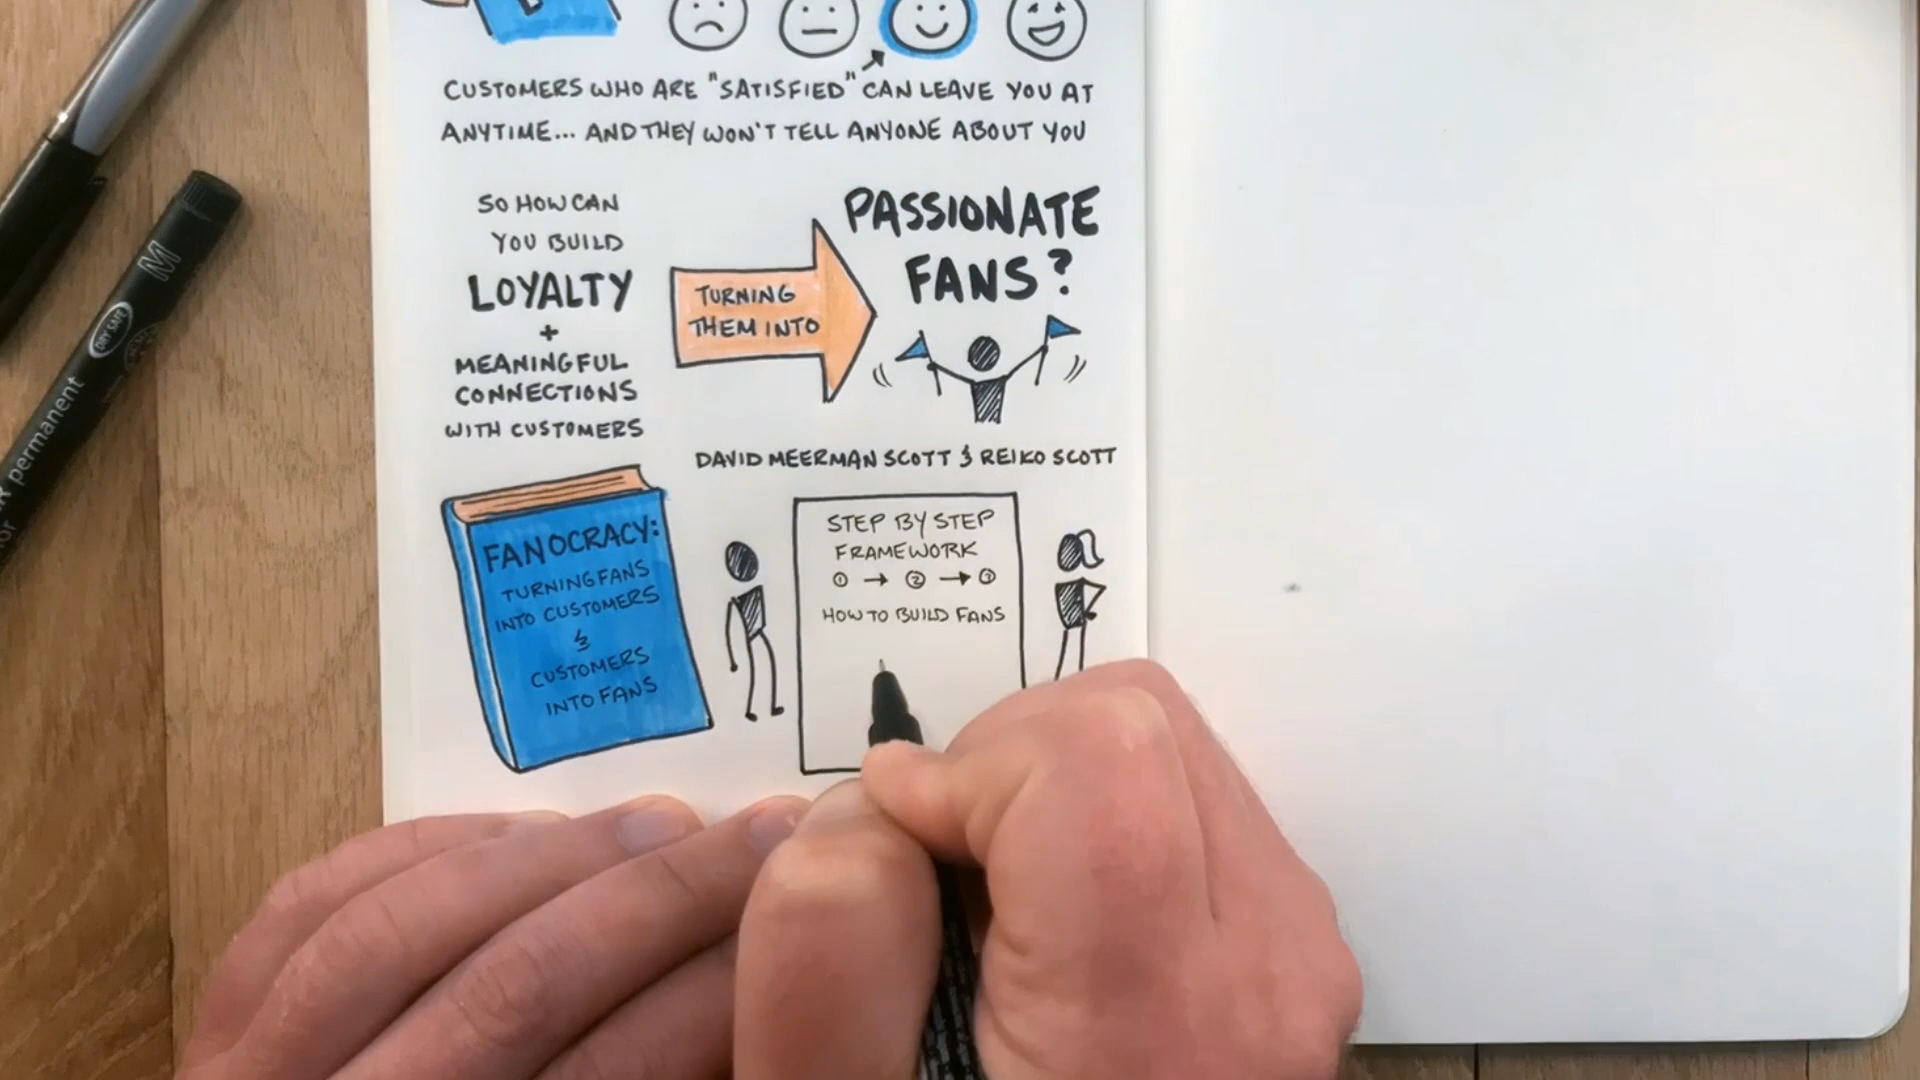 CUSTOMERS WHO ARE "SATISFIED" CAN LEAVE YOU AT
ANYTIME... AND THEY WON'T TELL ANYONE ABOUT YOU
SO HOW CAN
YOU BUILD
LOYALTY
+
MEANINGFUL
CONNECTIONS
WITH CUSTOMERS
TURNING
THEM INTO
PASSIONATE
FANS?
DAVID MEERMAN SCOTT & REIKO SCOTT
FANOCRACY:
TURNING FANS
INTO CUSTOMERS
&
CUSTOMERS
INTO FANS
STEP BY STEP
FRAMEWORK
① → ② → ③
HOW TO BUILD FANS
M
DRY SAFE
permanent